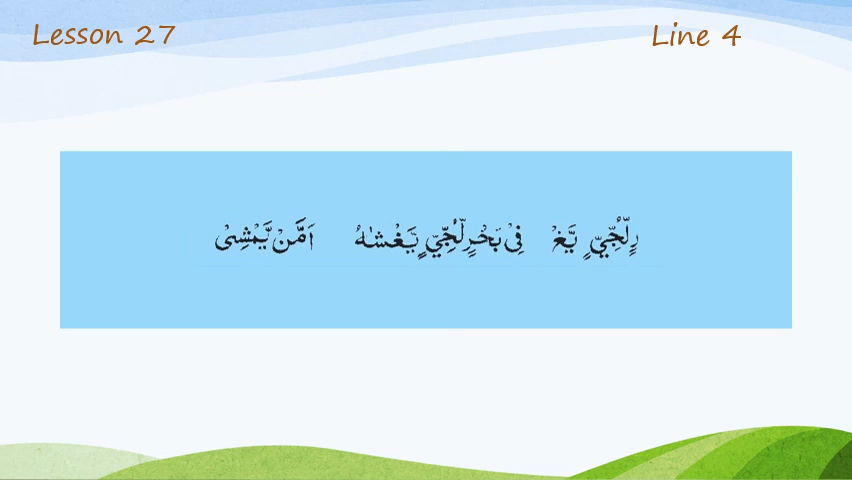 Lesson 27
Line 4
رٍلُّجِّيٍّ يَّغْ فِيْ بَحْرٍلُّجِّيٍّ يَّغْشٰهُ اَمَّنْ يَّمْشِىْ